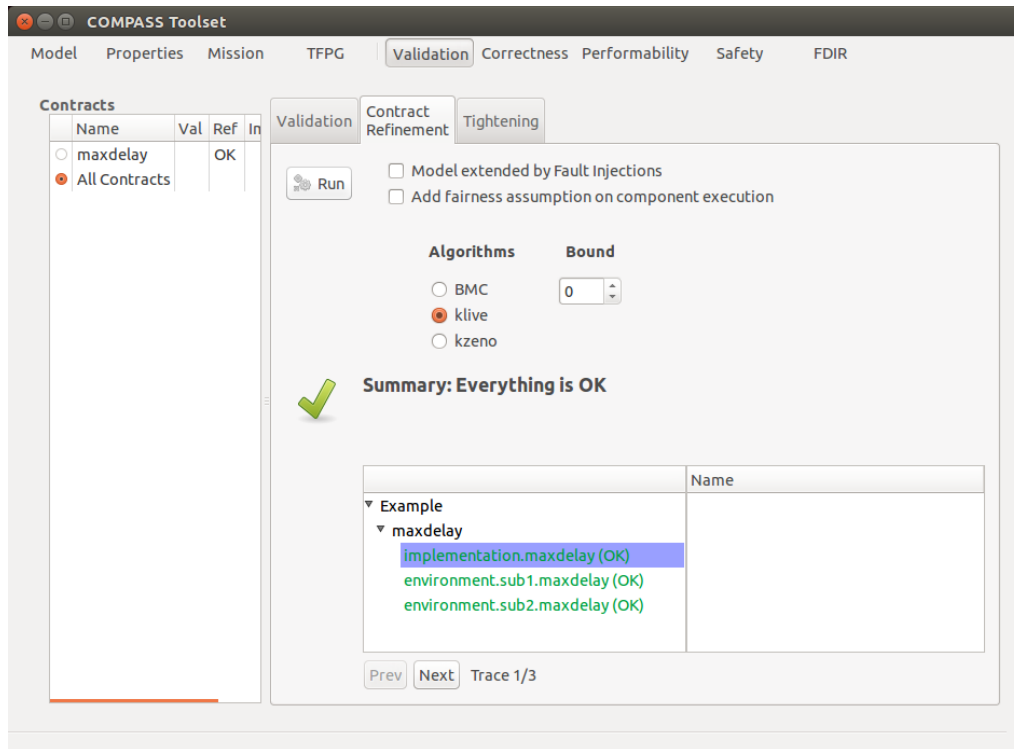 COMPASS Toolset
Model Properties Mission TFPG Validation Correctness Performability Safety FDIR
Contracts
Name Val Ref In
maxdelay OK
All Contracts
Validation Contract Refinement Tightening
Run
Model extended by Fault Injections
Add fairness assumption on component execution
Algorithms Bound
BMC 0
klive
kzeno
Summary: Everything is OK
Name
Example
maxdelay
implementation.maxdelay (OK)
environment.sub1.maxdelay (OK)
environment.sub2.maxdelay (OK)
Prev Next Trace 1/3